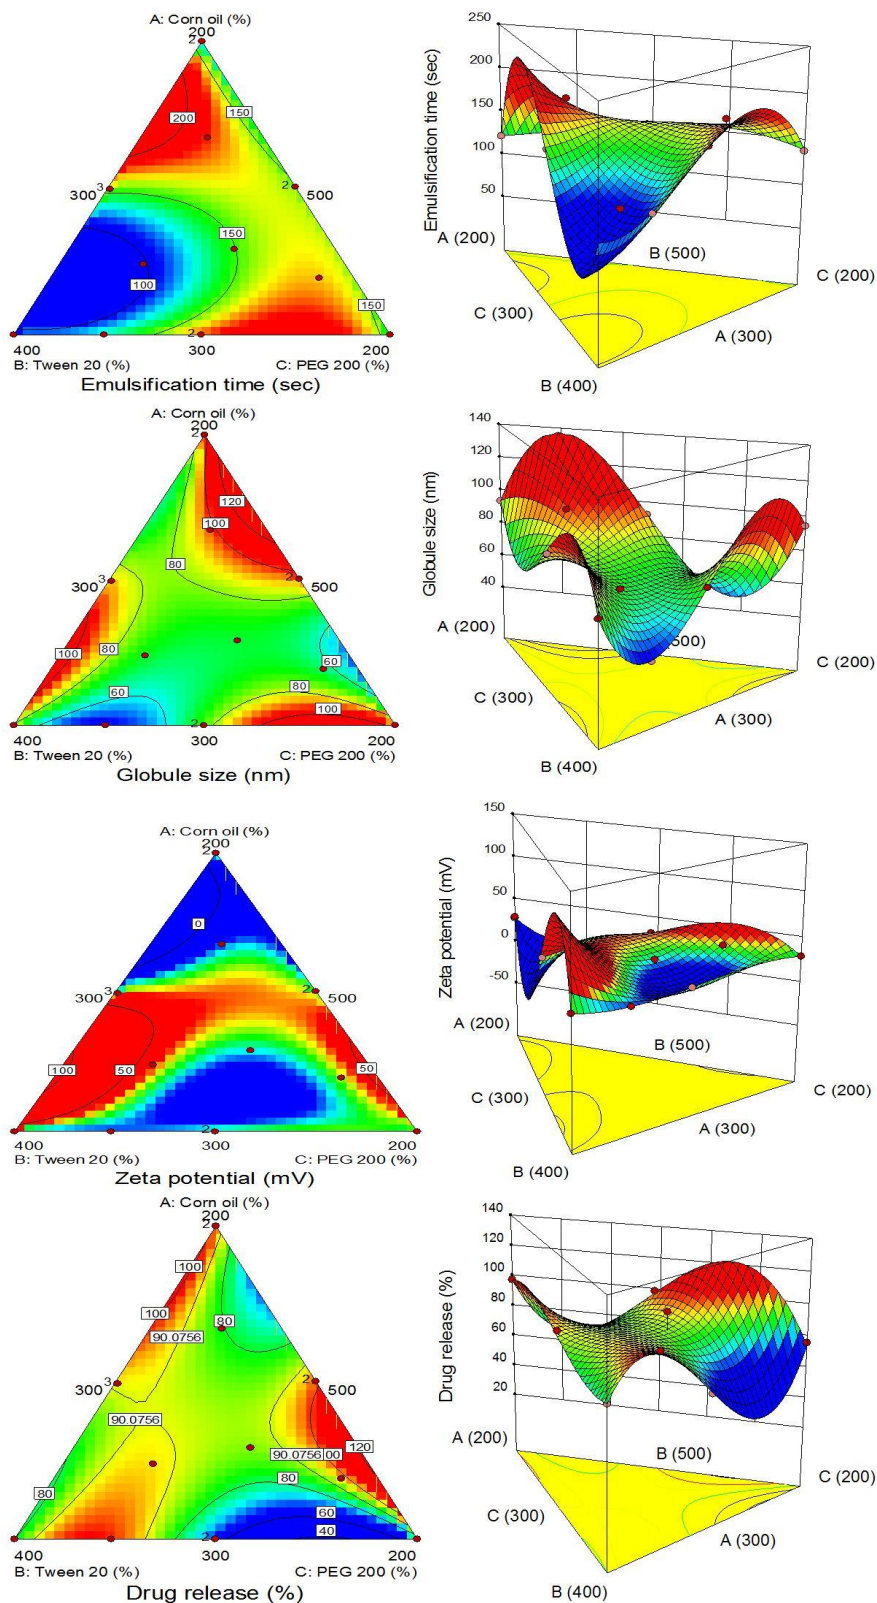 A: Corn oil (%)
200
2
200
150
300
3
2
500
150
100
150
2
400
300
200
B: Tween 20 (%)
C: PEG 200 (%)
Emulsification time (sec)
250
200
150
100
50
Emulsification time (sec)
A (200)
B (500)
C (200)
C (300)
A (300)
B (400)
A: Corn oil (%)
200
2
120
100
80
300
3
2
500
80
100
60
60
80
100
2
400
300
200
B: Tween 20 (%)
C: PEG 200 (%)
Globule size (nm)
140
120
100
80
60
40
Globule size (nm)
A (200)
500)
C (200)
C (300)
A (300)
B (400)
A: Corn oil (%)
200
2
0
300
3
2
500
100
50
50
2
400
300
200
B: Tween 20 (%)
C: PEG 200 (%)
Zeta potential (mV)
150
100
50
0
-50
Zeta potential (mV)
A (200)
B (500)
C (200)
C (300)
A (300)
B (400)
A: Corn oil (%)
200
2
100
100
90.0756
80
300
3
2
500
90.0756
90.0756
00
120
80
80
60
40
2
400
300
200
B: Tween 20 (%)
C: PEG 200 (%)
Drug release (%)
140
120
100
80
60
40
20
Drug release (%)
A (200)
B (500)
C (200)
C (300)
A (300)
B (400)